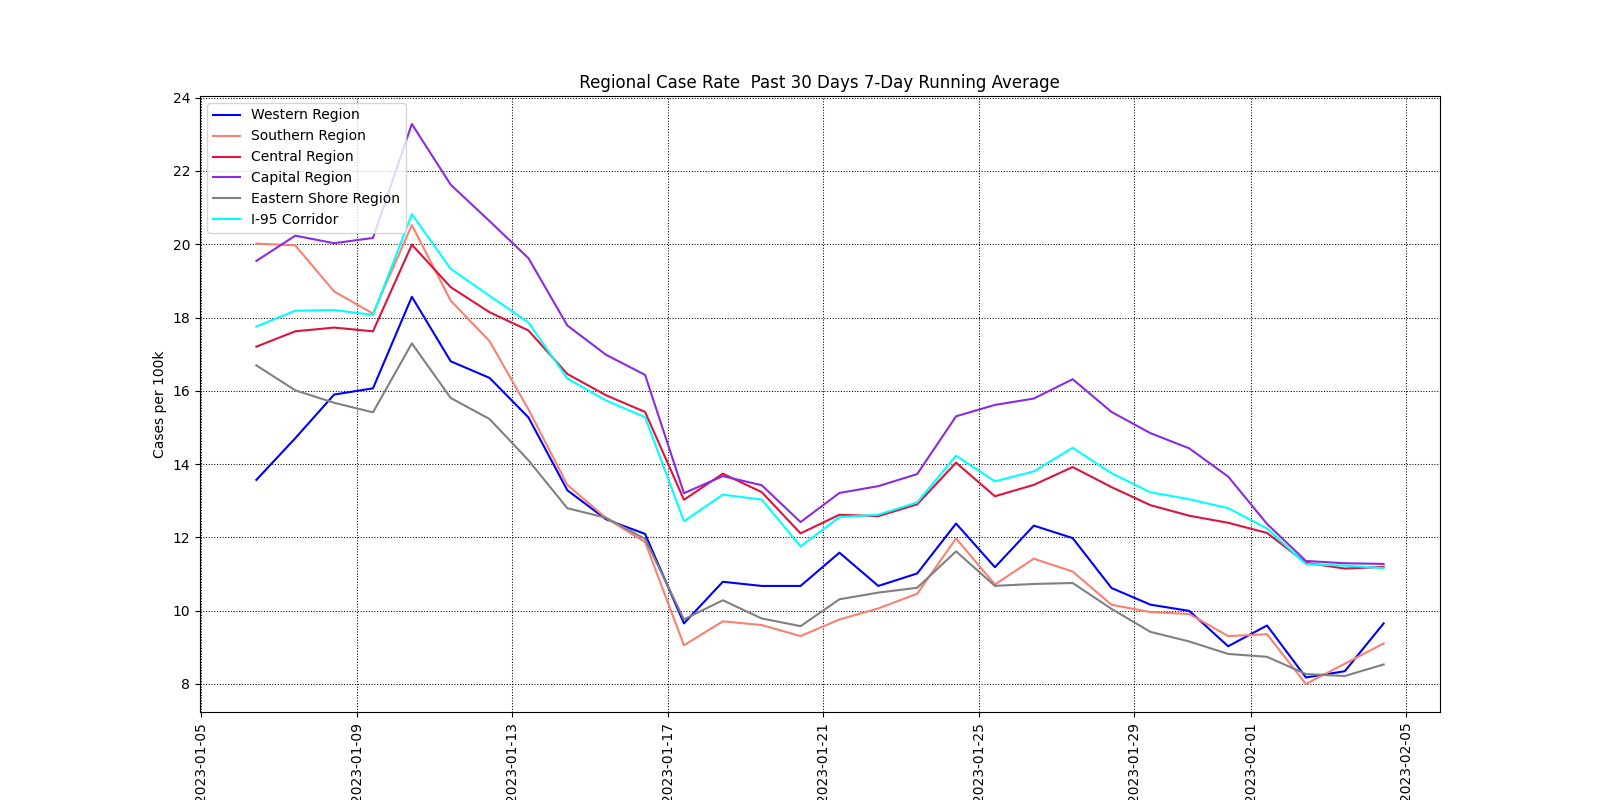 Regional Case Rate  Past 30 Days 7-Day Running Average
24
22
20
18
16
14
12
10
8
Cases per 100k
Western Region
Southern Region
Central Region
Capital Region
Eastern Shore Region
I-95 Corridor
2023-01-05
2023-01-09
2023-01-13
2023-01-17
2023-01-21
2023-01-25
2023-01-29
2023-02-01
2023-02-05